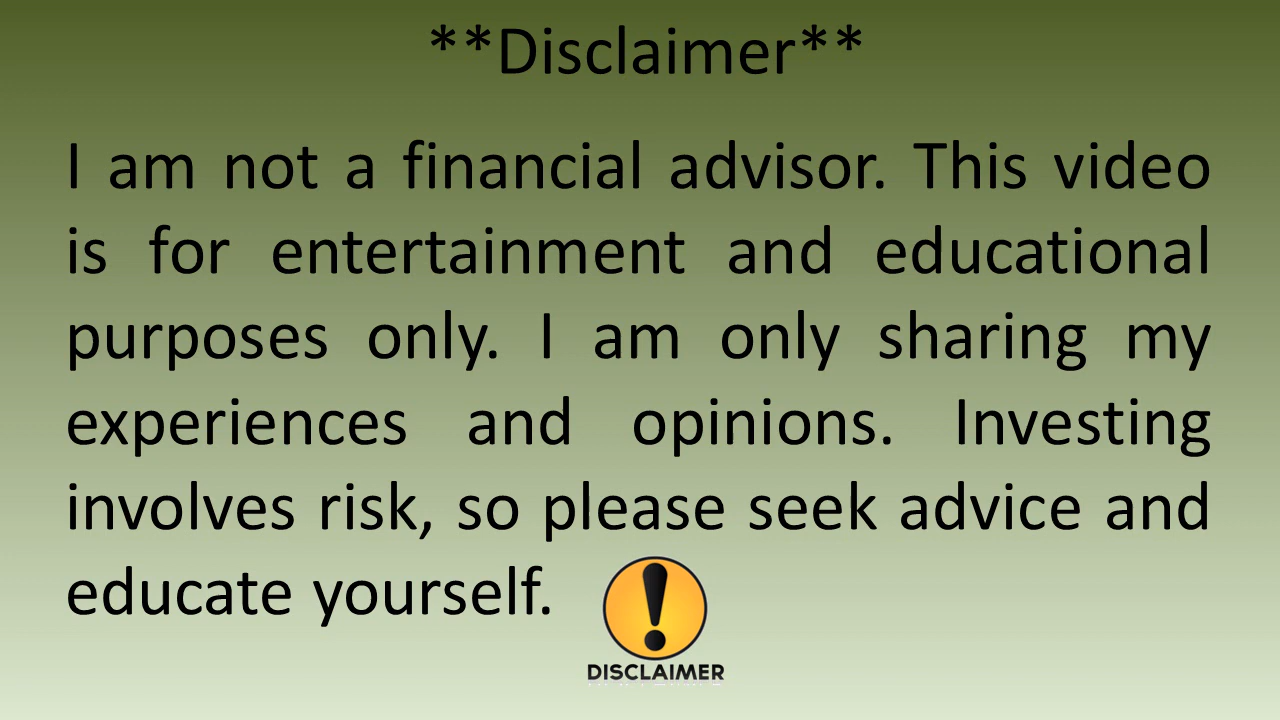 **Disclaimer**
I am not a financial advisor. This video
is for entertainment and educational
purposes only. I am only sharing my
experiences and opinions. Investing
involves risk, so please seek advice and
educate yourself.
DISCLAIMER